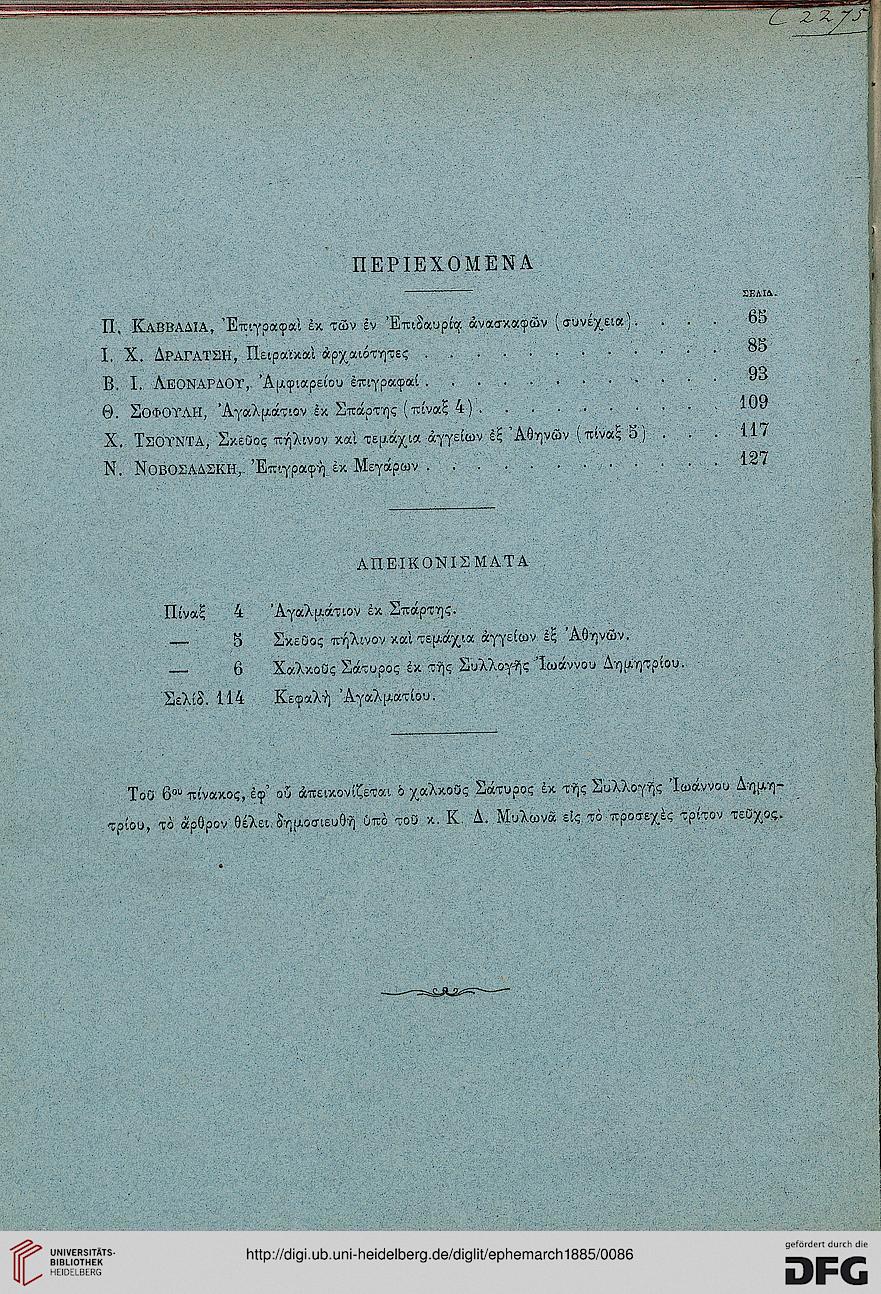 C 2275
ΠΕΡΙΕΧΟΜΕΝΑ
ΣΕΛΙΔ.
Π. ΚΑΒΒΑΔΙΑ, Ἐπιγραφαὶ ἐκ τῶν ἐν Ἐπιδαυρίᾳ ἀνασκαφῶν (συνέχεια). . . . 65
Ι. Χ. ΔΡΑΓΑΤΣΗ, Πειραϊκαὶ ἀρχαιότητες . . . . . . . . . . . . 85
Β. Ι. ΛΕΟΝΑΡΔΟΥ, Ἀμφιαρείου ἐπιγραφαί . . . . . . . . . . . . 93
Θ. ΣΟΦΟΥΛΗ, Ἀγαλμάτιον ἐκ Σπάρτης (πίναξ 4) . . . . . . . . . . 109
Χ. ΤΣΟΥΝΤΑ, Σκεῦος πήλινον καὶ τεμάχια ἀγγείων ἐξ Ἀθηνῶν (πίναξ 5) . . . 117
Ν. ΝΟΒΟΣΑΔΣΚΗ, Ἐπιγραφὴ ἐκ Μεγάρων . . . . . . . . . . . . 127
ΑΠΕΙΚΟΝΙΣΜΑΤΑ
Πίναξ 4 Ἀγαλμάτιον ἐκ Σπάρτης.
— 5 Σκεῦος πήλινον καὶ τεμάχια ἀγγείων ἐξ Ἀθηνῶν.
— 6 Χαλκοῦς Σάτυρος ἐκ τῆς Συλλογῆς Ἰωάννου Δημητρίου.
Σελίδ. 114 Κεφαλὴ Ἀγαλματίου.
Τοῦ 6ου πίνακος, ἐφ' οὗ ἀπεικονίζεται ὁ χαλκοῦς Σάτυρος ἐκ τῆς Συλλογῆς Ἰωάννου Δημη-
τρίου, τὸ ἄρθρον θέλει δημοσιευθῆ ὑπὸ τοῦ κ. Κ. Δ. Μυλωνᾶ εἰς τὸ προσεχὲς τρίτον τεῦχος.
UNIVERSITÄTS-
BIBLIOTHEK
HEIDELBERG
http://digi.ub.uni-heidelberg.de/diglit/ephemarch1885/0086
gefördert durch die
DFG